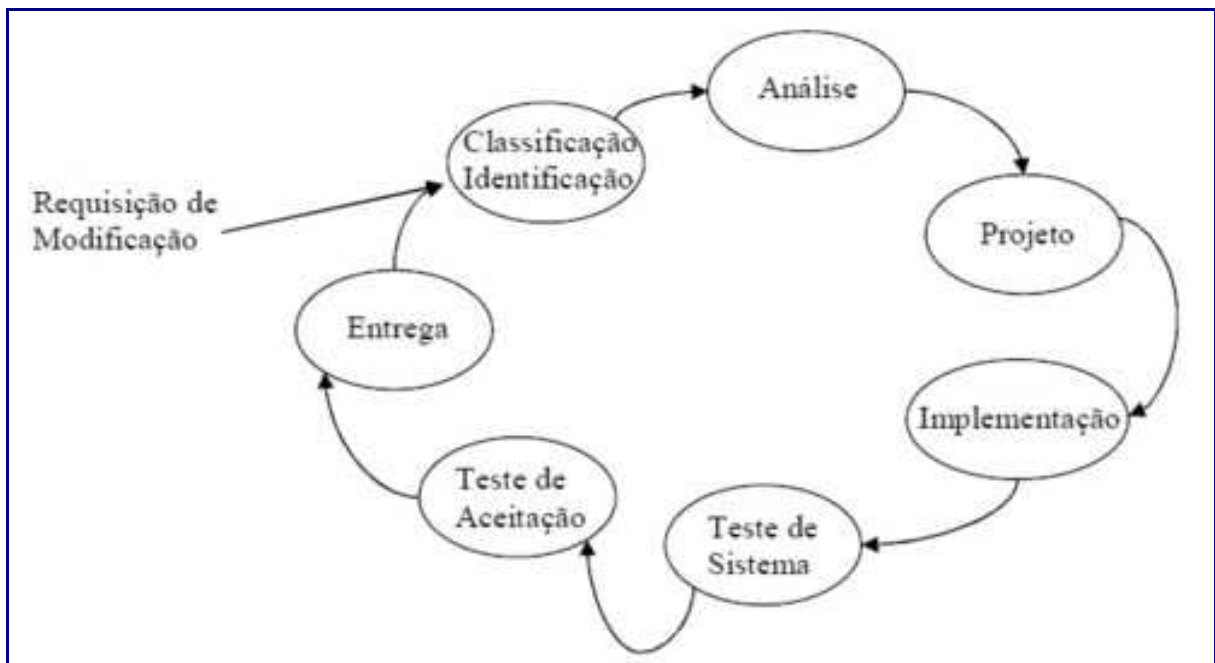 Análise
Classificação
Identificação
Requisição de
Modificação
Projeto
Entrega
Implementação
Teste de
Aceitação
Teste de
Sistema